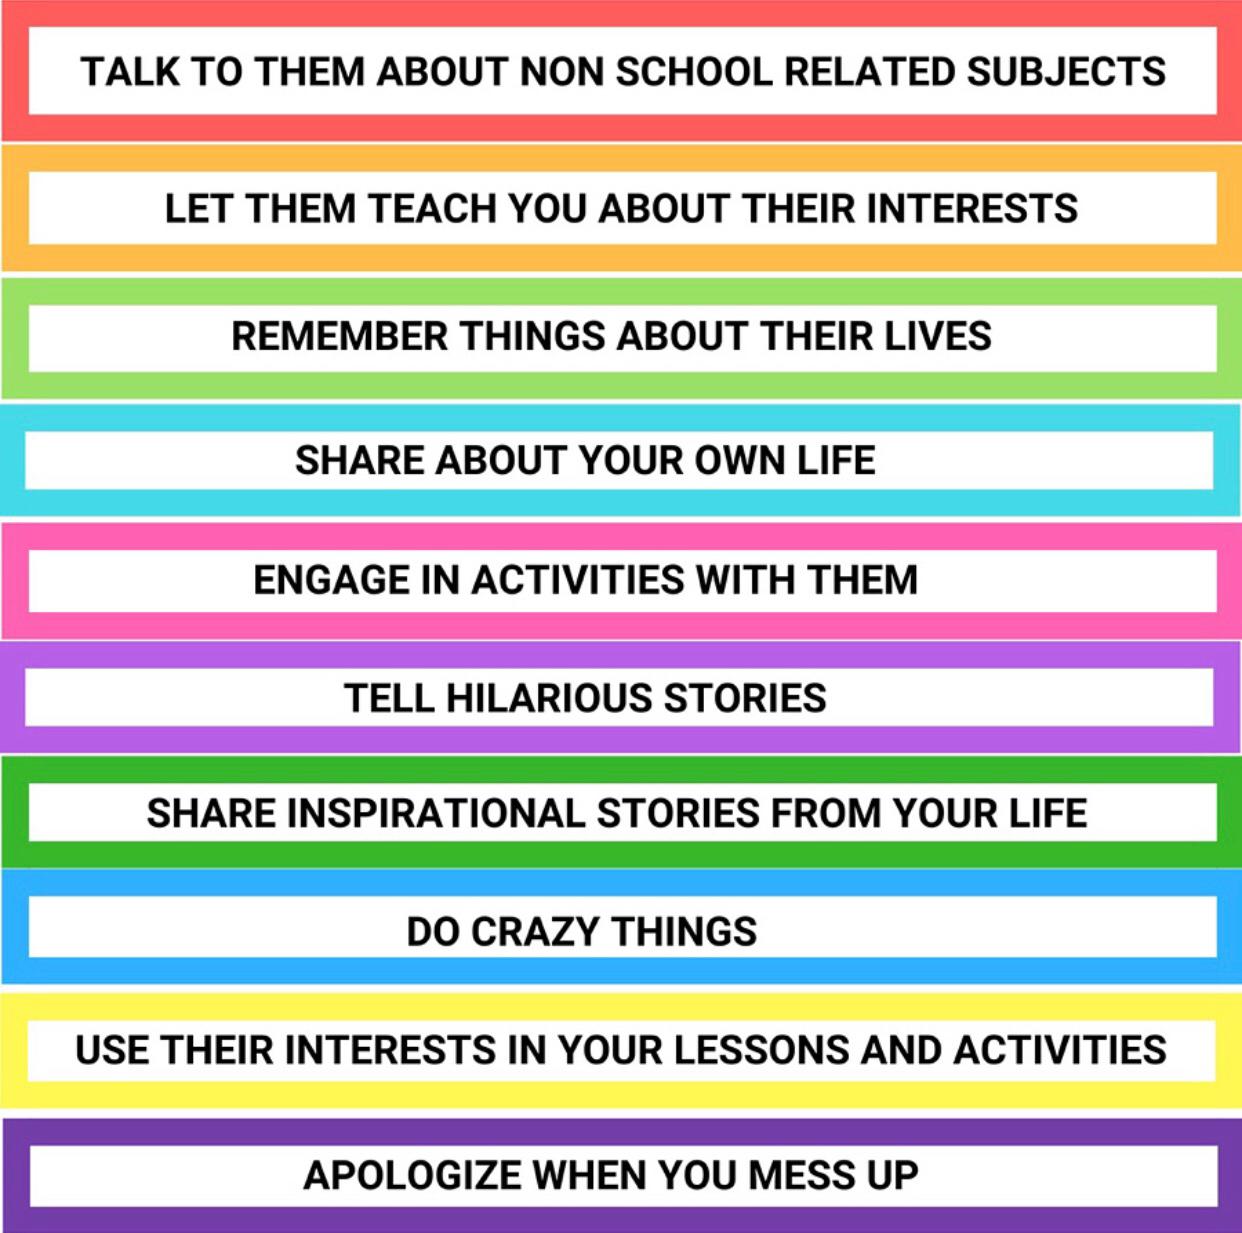 TALK TO THEM ABOUT NON SCHOOL RELATED SUBJECTS
LET THEM TEACH YOU ABOUT THEIR INTERESTS
REMEMBER THINGS ABOUT THEIR LIVES
SHARE ABOUT YOUR OWN LIFE
ENGAGE IN ACTIVITIES WITH THEM
TELL HILARIOUS STORIES
SHARE INSPIRATIONAL STORIES FROM YOUR LIFE
DO CRAZY THINGS
USE THEIR INTERESTS IN YOUR LESSONS AND ACTIVITIES
APOLOGIZE WHEN YOU MESS UP